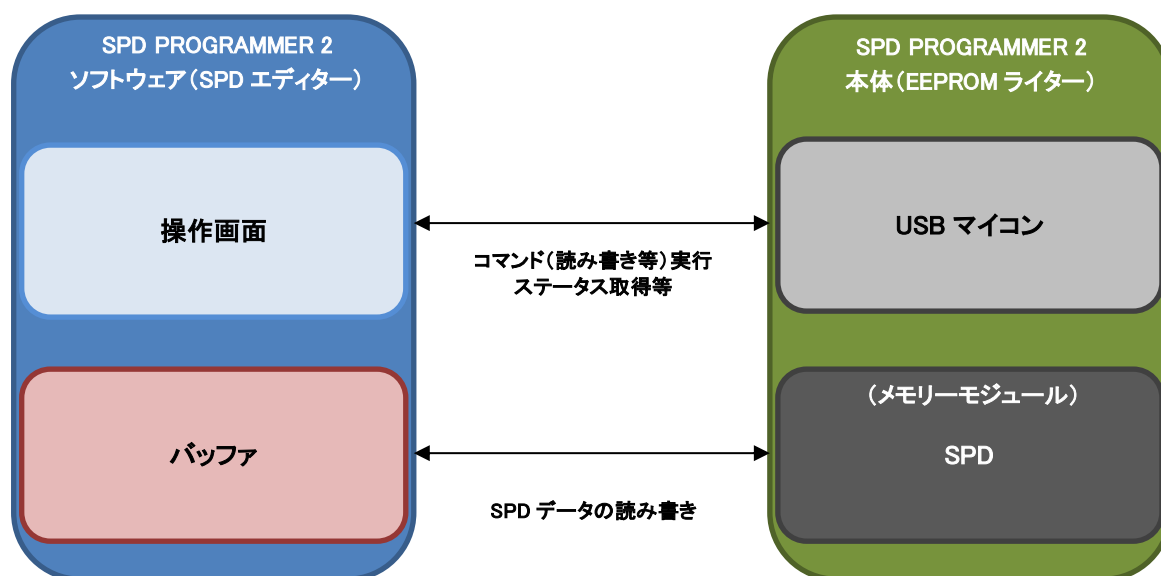 SPD PROGRAMMER 2
ソフトウェア（SPD エディター）
操作画面
バッファ
コマンド（読み書き等）実行
ステータス取得等
SPD データの読み書き
SPD PROGRAMMER 2
本体（EEPROM ライター）
USB マイコン
（メモリーモジュール）
SPD